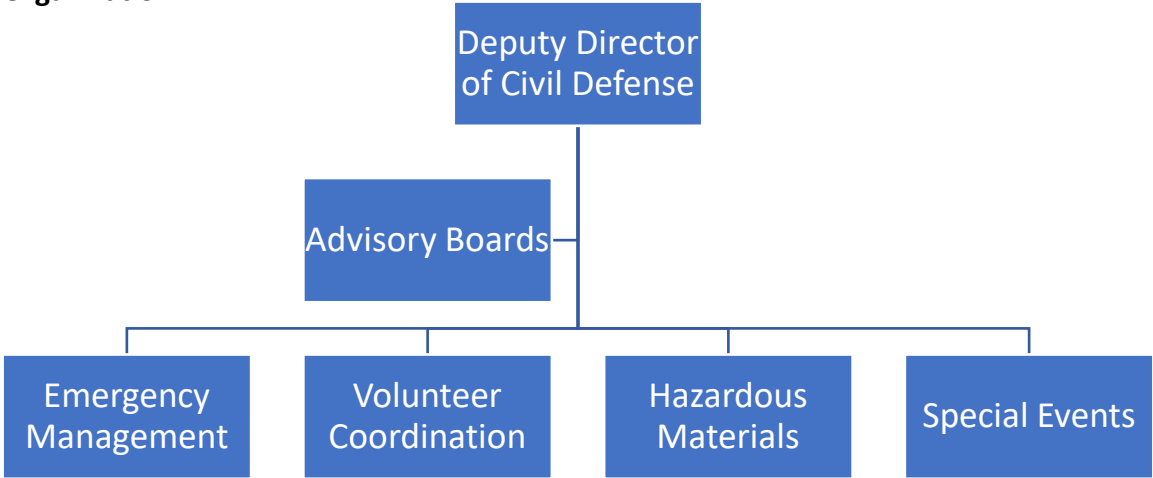 Deputy Director
of Civil Defense
Advisory Boards
Emergency
Management
Volunteer
Coordination
Hazardous
Materials
Special Events